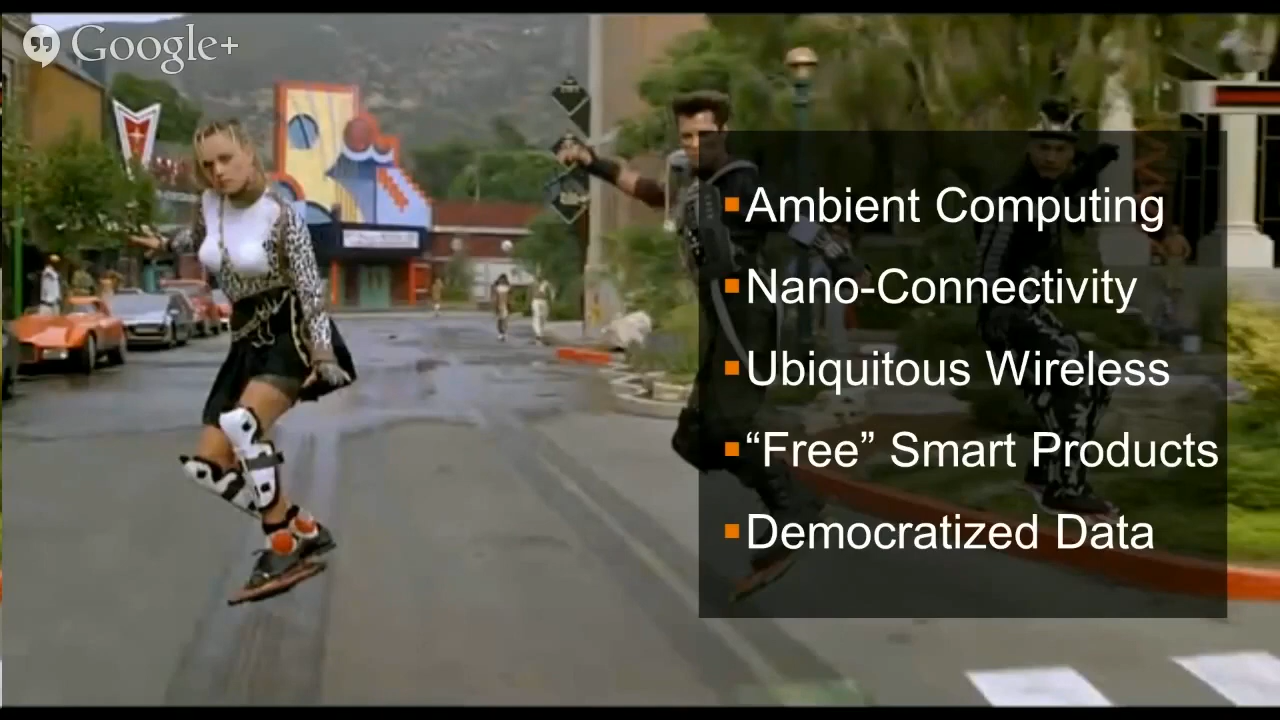 Google+
Ambient Computing
Nano-Connectivity
Ubiquitous Wireless
“Free” Smart Products
Democratized Data